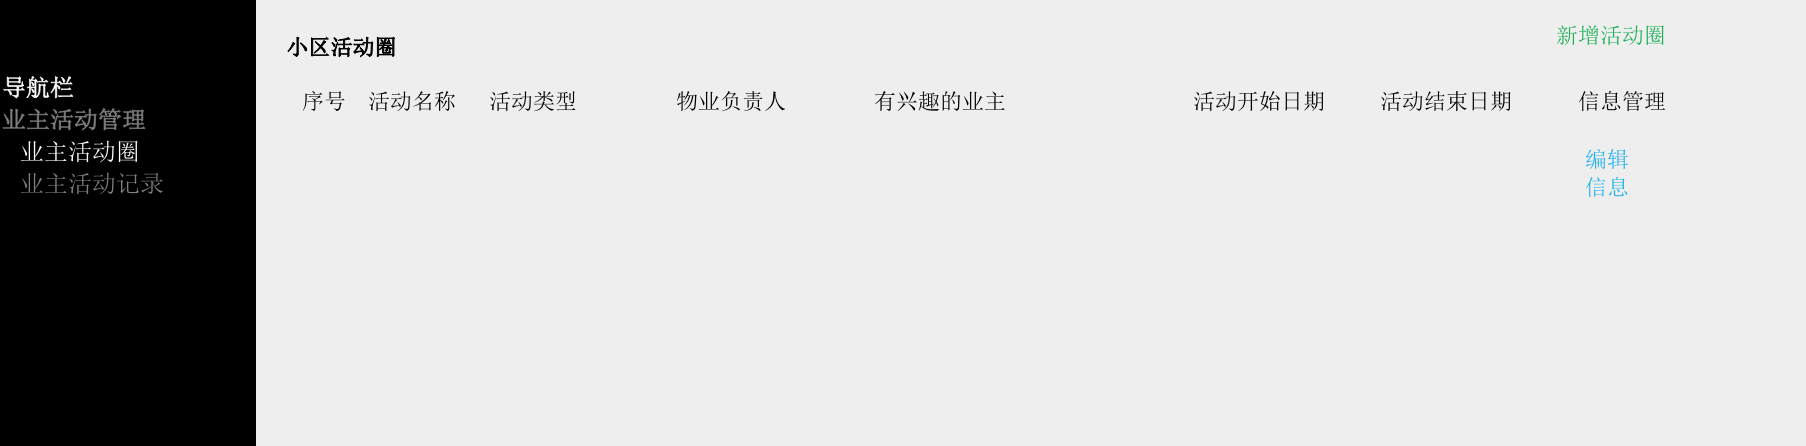 导航栏
业主活动管理
业主活动圈
业主活动记录
小区活动圈
新增活动圈
序号 活动名称 活动类型 物业负责人 有兴趣的业主 活动开始日期 活动结束日期 信息管理
编辑
信息